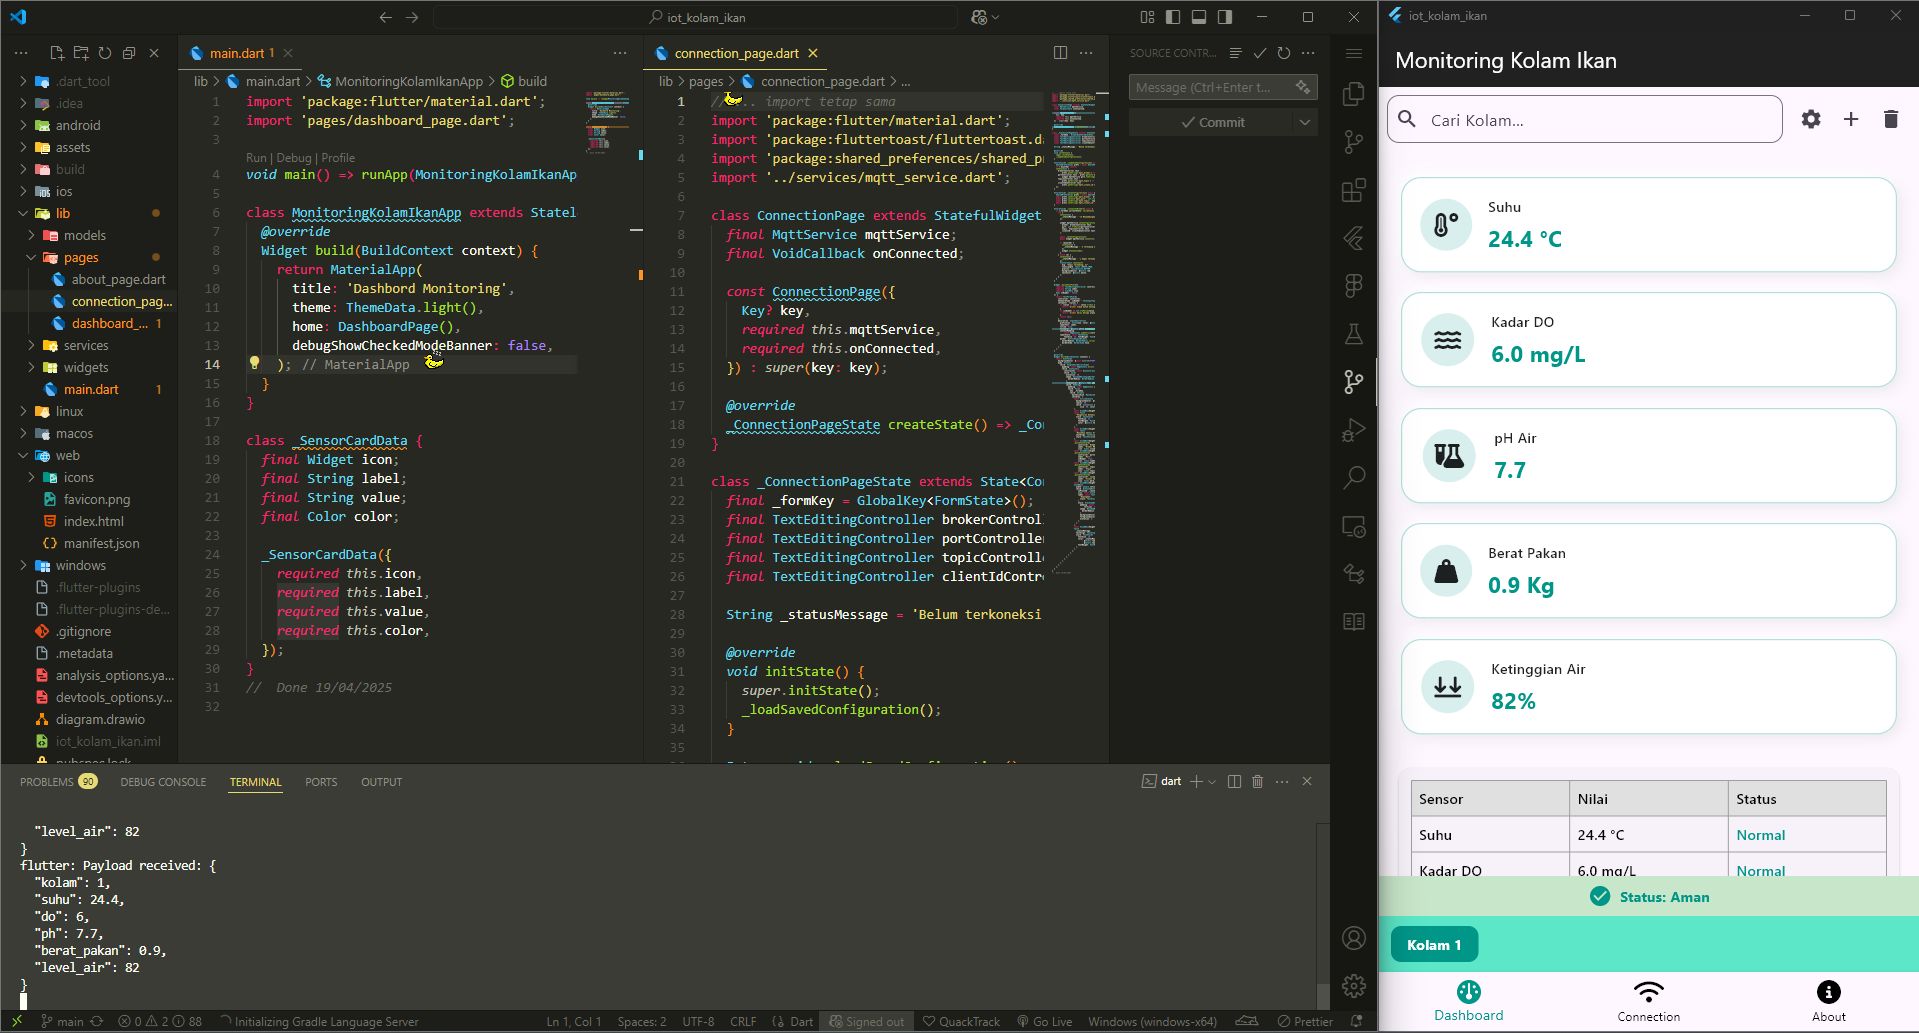 iot_kolam_ikan
.dart_tool
.idea
android
assets
build
ios
lib
models
pages
about_page.dart
connection_pag...
dashboard_... 1
services
widgets
main.dart 1
linux
macos
web
icons
favicon.png
index.html
manifest.json
windows
.flutter-plugins
.flutter-plugins-de...
.gitignore
.metadata
analysis_options.ya...
devtools_options.y...
diagram.drawio
iot_kolam_ikan.iml
main.dart 1
lib > main.dart > MonitoringKolamIkanApp > build
1 import 'package:flutter/material.dart';
2 import 'pages/dashboard_page.dart';
3
Run | Debug | Profile
4 void main() => runApp(MonitoringKolamIkanAp
5
6 class MonitoringKolamIkanApp extends Statel
7 @override
8 Widget build(BuildContext context) {
9 return MaterialApp(
10 title: 'Dashbord Monitoring',
11 theme: ThemeData.light(),
12 home: DashboardPage(),
13 debugShowCheckedModeBanner: false,
14 ); // MaterialApp
15 }
16 }
17
18 class _SensorCardData {
19 final Widget icon;
20 final String label;
21 final String value;
22 final Color color;
23
24 _SensorCardData({
25 required this.icon,
26 required this.label,
27 required this.value,
28 required this.color,
29 });
30 }
31 // Done 19/04/2025
32
connection_page.dart
lib > pages > connection_page.dart > ...
1 // ... import tetap sama
2 import 'package:flutter/material.dart';
3 import 'package:fluttertoast/fluttertoast.da
4 import 'package:shared_preferences/shared_pr
5 import '../services/mqtt_service.dart';
6
7 class ConnectionPage extends StatefulWidget
8 final MqttService mqttService;
9 final VoidCallback onConnected;
10
11 const ConnectionPage({
12 Key? key,
13 required this.mqttService,
14 required this.onConnected,
15 }) : super(key: key);
16
17 @override
18 _ConnectionPageState createState() => _Con
19 }
20
21 class _ConnectionPageState extends State<Con
22 final _formKey = GlobalKey<FormState>();
23 final TextEditingController brokerControl
24 final TextEditingController portController
25 final TextEditingController topicControlle
26 final TextEditingController clientIdContro
27
28 String _statusMessage = 'Belum terkoneksi
29
30 @override
31 void initState() {
32 super.initState();
33 _loadSavedConfiguration();
34 }
35
SOURCE CONTR...
Message (Ctrl+Enter t...
Commit
PROBLEMS 90
DEBUG CONSOLE
TERMINAL
PORTS
OUTPUT
dart
"level_air": 82
}
flutter: Payload received: {
"kolam": 1,
"suhu": 24.4,
"do": 6,
"ph": 7.7,
"berat_pakan": 0.9,
"level_air": 82
}
main 0 2 88 Initializing Gradle Language Server
Ln 1, Col 1 Spaces: 2 UTF-8 CRLF {} Dart Signed out QuackTrack Go Live Windows (windows-x64) Prettier
iot_kolam_ikan
Monitoring Kolam Ikan
Cari Kolam...
Suhu
24.4 °C
Kadar DO
6.0 mg/L
pH Air
7.7
Berat Pakan
0.9 Kg
Ketinggian Air
82%
Sensor Nilai Status
Suhu 24.4 °C Normal
Kadar DO 6.0 mg/L Normal
Status: Aman
Kolam 1
Dashboard
Connection
About